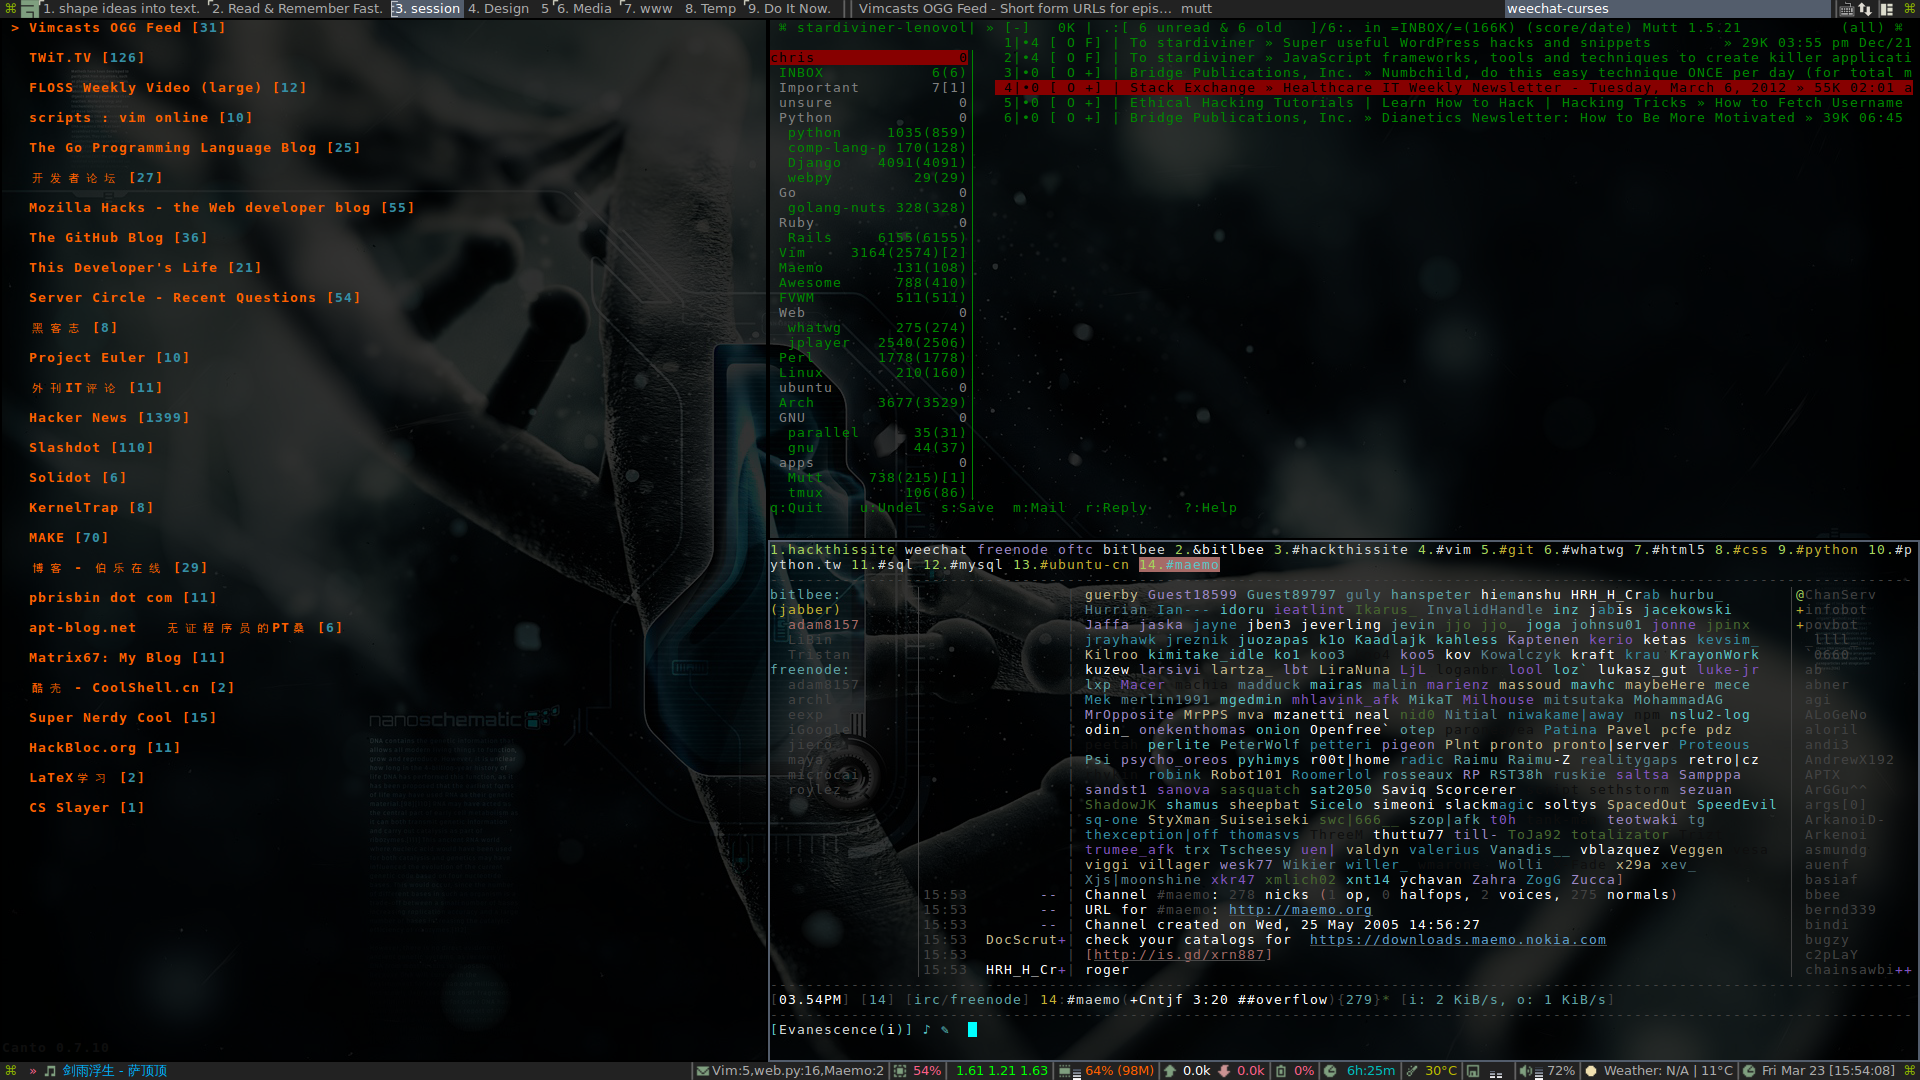 1. shape ideas into text. 2. Read & Remember Fast. 3. session 4. Design 5 6. Media 7. www 8. Temp 9. Do It Now. Vimcasts OGG Feed - Short form URLs for epis... mutt weechat-curses
> Vimcasts OGG Feed [31]
TWiT.TV [126]
FLOSS Weekly Video (large) [12]
scripts : vim online [10]
The Go Programming Language Blog [25]
开发者论坛 [27]
Mozilla Hacks - the Web developer blog [55]
The GitHub Blog [36]
This Developer's Life [21]
Server Circle - Recent Questions [54]
黑客志 [8]
Project Euler [10]
外刊IT评论 [11]
Hacker News [1399]
Slashdot [110]
Solidot [6]
KernelTrap [8]
MAKE [70]
博客 - 伯乐在线 [29]
pbrisbin dot com [11]
apt-blog.net 无证程序员的PT桑 [6]
Matrix67: My Blog [11]
酷壳 - CoolShell.cn [2]
Super Nerdy Cool [15]
HackBloc.org [11]
LaTeX学习 [2]
CS Slayer [1]
Canto 0.7.10
nanoschematic
⌘ stardiviner-lenovo| » [-] 0K | .:[ 6 unread & 6 old ]/6:. in =INBOX/=(166K) (score/date) Mutt 1.5.21 (all) ⌘
1|•4 [ O F] | To stardiviner » Super useful WordPress hacks and snippets » 29K 03:55 pm Dec/21
2|•4 [ O F] | To stardiviner » JavaScript frameworks, tools and techniques to create killer applicati
3|•0 [ O +] | Bridge Publications, Inc. » Numbchild, do this easy technique ONCE per day (for total m
4|•0 [ O +] | Stack Exchange » Healthcare IT Weekly Newsletter - Tuesday, March 6, 2012 » 55K 02:01 a
5|•0 [ O +] | Ethical Hacking Tutorials | Learn How to Hack | Hacking Tricks » How to Fetch Username
6|•0 [ O +] | Bridge Publications, Inc. » Dianetics Newsletter: How to Be More Motivated » 39K 06:45
chris 0
INBOX 6(6)
Important 7[1]
unsure 0
Python 0
python 1035(859)
comp-lang-p 170(128)
Django 4091(4091)
webpy 29(29)
Go 0
golang-nuts 328(328)
Ruby 0
Rails 6155(6155)
Vim 3164(2574)[2]
Maemo 131(108)
Awesome 788(410)
FVWM 511(511)
Web 0
whatwg 275(274)
jplayer 2540(2506)
Perl 1778(1778)
Linux 210(160)
ubuntu 0
Arch 3677(3529)
GNU 0
parallel 35(31)
gnu 44(37)
apps 0
Mutt 738(215)[1]
tmux 106(86)
q:Quit u:Undel s:Save m:Mail r:Reply ?:Help
1.hackthissite weechat freenode oftc bitlbee 2.&bitlbee 3.#hackthissite 4.#vim 5.#git 6.#whatwg 7.#html5 8.#css 9.#python 10.#p
ython.tw 11.#sql 12.#mysql 13.#ubuntu-cn 14.#maemo
bitlbee:
(jabber)
adam8157
LiBin
Tristan
freenode:
adam8157
archl
eexp
iGoogle
jiero
maya
microcai
roylez
guerby Guest18599 Guest89797 guly hanspeter hiemanshu HRH_H_Crab hurbu_
Hurrian Ian--- idoru ieatlint Ikarus_ InvalidHandle inz jabis jacekowski
Jaffa jaska jayne jben3 jeverling jevin jjo jjo_ joga johnsu01 jonne jpinx
jrayhawk jreznik juozapas k1o Kaadlajk kahless Kaptenen kerio ketas kevsim_
Kilroo kimitake_idle ko1 koo3 koo5 kov Kowalczyk kraft krau KrayonWork
kuzew_larsivi lartza_ lbt LiraNuna LjL loganbr lool loz` lukasz_gut luke-jr
lxp Macer machia madduck mairas malin marienz massoud mavhc maybeHere mece
Mek merlin1991 mgedmin mhlavink_afk MikaT Milhouse mitsutaka MohammadAG
MrOpposite MrPPS mva mzanetti neal nid0 Nitial niwakame|away npm nslu2-log
odin_ onekenthomas onion Openfree` otep Patina Pavel pcfe pdz
perlite PeterWolf petteri pigeon Plnt pronto pronto|server Proteous
Psi psycho_oreos pyhimys r00t|home radic Raimu Raimu-Z realitygaps retro|cz
robink Robot101 Roomerlol rosseaux RP RST38h ruskie saltsa Sampppa
sandst1 sanova sasquatch sat2050 Saviq Scorcerer sethstorm sezuan
ShadowJK shamus sheepbat Sicelo simeoni slackmagic soltys SpacedOut SpeedEvil
sq-one StyXman Suiseiseki swc|666__ szop|afk t0h teotwaki tg
thexception|off thomasvs ThreeM thuttu77 till- ToJa92 totalizator
trumee_afk trx Tscheesy uen| valdyn valerius Vanadis__ vblazquez Veggen
viggi villager wesk77 Wikier willer_ Wolli x29a xev_
Xjs|moonshine xkr47 xmlich02 xnt14 ychavan Zahra ZogG Zucca]
15:53 -- | Channel #maemo: 278 nicks (1 op, 0 halfops, 2 voices, 275 normals)
15:53 -- | URL for #maemo: http://maemo.org
15:53 -- | Channel created on Wed, 25 May 2005 14:56:27
15:53 DocScrut+| check your catalogs for https://downloads.maemo.nokia.com
15:53 | [http://is.gd/xrn887]
15:53 HRH_H_Cr+| roger
@ChanServ
+infobot
+povbot
_llll_
`0660
ab
abner
agi
ALoGeNo
aloril
andi3
AndrewX192
APTX
ArGGu^^
args[0]
ArkanoiD-
Arkenoi
asmundg
auenf
basiaf
bbee
bernd339
bindi
bugzy
c2pLaY
chainsawbi++
[03.54PM] [14] [irc/freenode] 14:#maemo(+Cntjf 3:20 ##overflow){279}* [i: 2 KiB/s, o: 1 KiB/s]
[Evanescence(i)] ♪ ✎
⌘ » 剑雨浮生 - 萨顶顶 Vim:5,web.py:16,Maemo:2 54% 1.61 1.21 1.63 64% (98M) 0.0k 0.0k 0% 6h:25m 30°C 72% Weather: N/A | 11°C Fri Mar 23 [15:54:08] ⌘